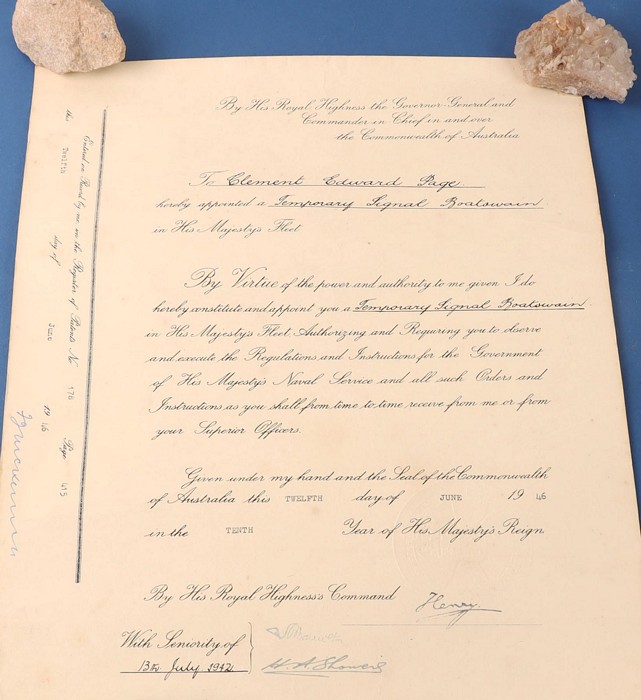 By His Royal Highness the Governor-General and
Commander in Chief in and over
the Commonwealth of Australia
To Clement Edward Page
hereby appointed a Temporary Signal Boatswain
in His Majesty's Fleet
By Virtue of the power and authority to me given I do
hereby constitute and appoint you a Temporary Signal Boatswain
in His Majesty's Fleet Authorizing and Requiring you to observe
and execute the Regulations and Instructions for the Government
of His Majesty's Naval Service and all such Orders and
Instructions as you shall from time to time receive from me or from
your Superior Officers.
Given under my hand and the Seal of the Commonwealth
of Australia this TWELFTH day of JUNE 19 46
in the TENTH Year of His Majesty's Reign
By His Royal Highness's Command
Henry
With Seniority of
13th July 1942
Entered on Record by me in the Register of Patents No 176 Page 415
this Twelfth day of June 19 46